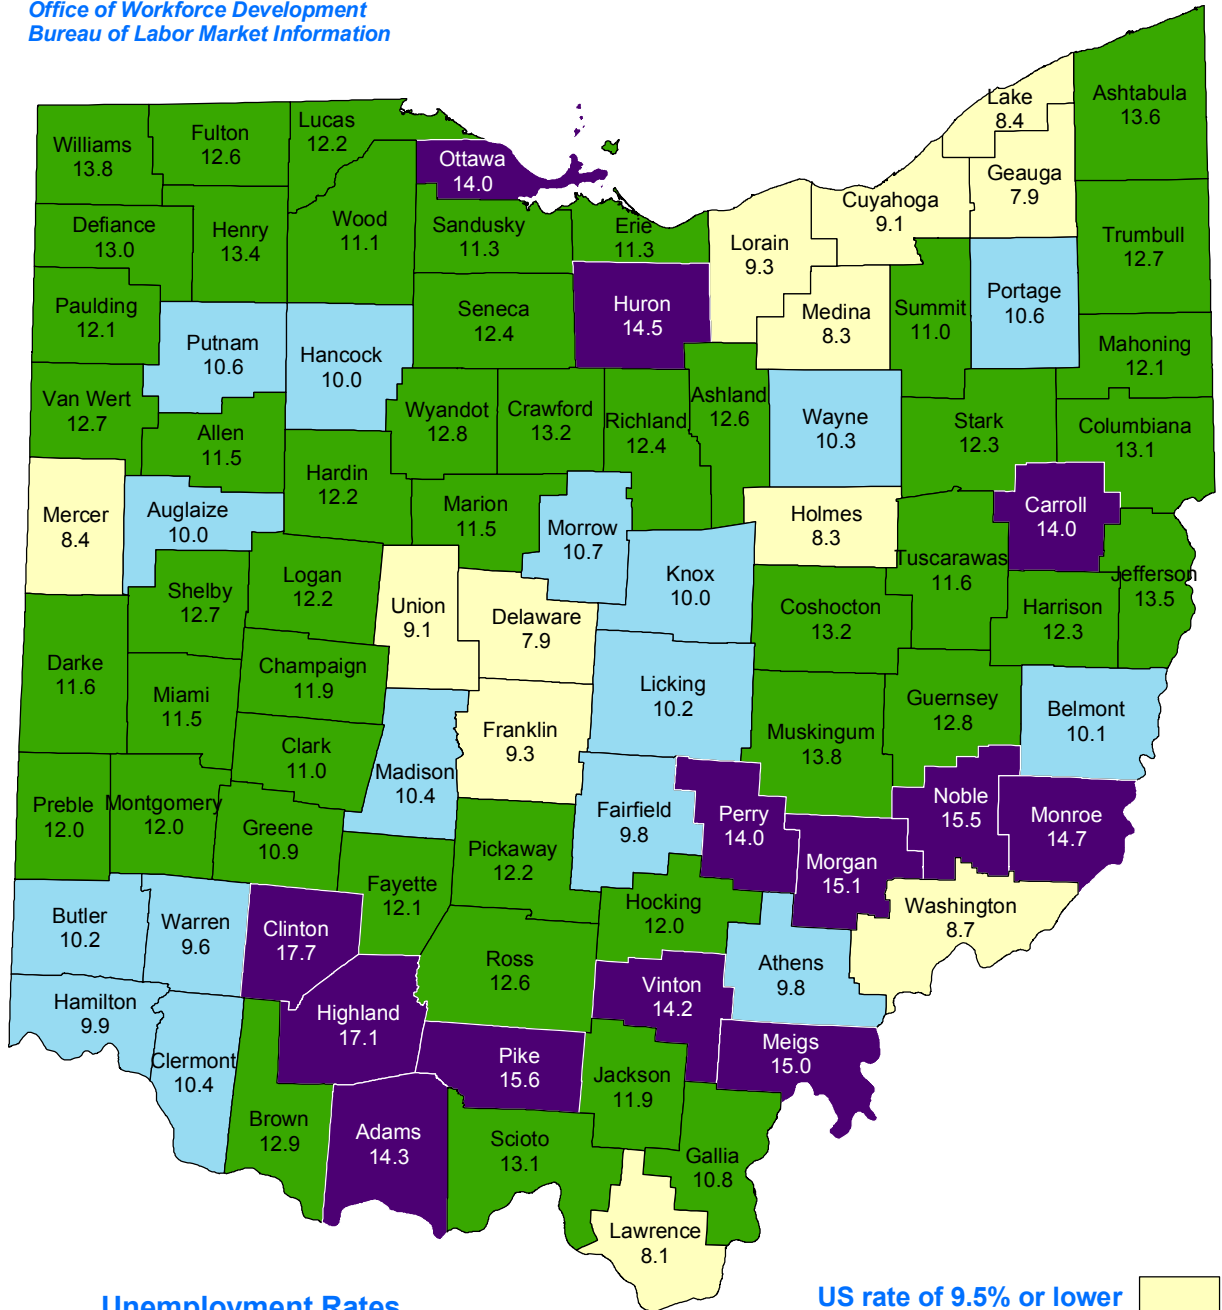 Office of Workforce Development
Bureau of Labor Market Information
Lake
8.4
Ashtabula
13.6
Williams
13.8
Fulton
12.6
Lucas
12.2
Ottawa
14.0
Geauga
7.9
Cuyahoga
9.1
Defiance
13.0
Henry
13.4
Wood
11.1
Sandusky
11.3
Erie
11.3
Lorain
9.3
Trumbull
12.7
Paulding
12.1
Putnam
10.6
Hancock
10.0
Seneca
12.4
Huron
14.5
Medina
8.3
Summit
11.0
Portage
10.6
Mahoning
12.1
Van Wert
12.7
Allen
11.5
Wyandot
12.8
Crawford
13.2
Richland
12.4
Ashland
12.6
Wayne
10.3
Stark
12.3
Columbiana
13.1
Mercer
8.4
Auglaize
10.0
Hardin
12.2
Marion
11.5
Morrow
10.7
Holmes
8.3
Carroll
14.0
Shelby
12.7
Logan
12.2
Union
9.1
Delaware
7.9
Knox
10.0
Coshocton
13.2
Tuscarawas
11.6
Harrison
12.3
Jefferson
13.5
Darke
11.6
Miami
11.5
Champaign
11.9
Licking
10.2
Muskingum
13.8
Guernsey
12.8
Belmont
10.1
Clark
11.0
Madison
10.4
Franklin
9.3
Preble
12.0
Montgomery
12.0
Greene
10.9
Fairfield
9.8
Perry
14.0
Noble
15.5
Monroe
14.7
Pickaway
12.2
Morgan
15.1
Fayette
12.1
Hocking
12.0
Washington
8.7
Butler
10.2
Warren
9.6
Clinton
17.7
Ross
12.6
Vinton
14.2
Athens
9.8
Hamilton
9.9
Highland
17.1
Clermont
10.4
Pike
15.6
Jackson
11.9
Meigs
15.0
Brown
12.9
Adams
14.3
Scioto
13.1
Gallia
10.8
Lawrence
8.1
Unemployment Rates
US rate of 9.5% or lower